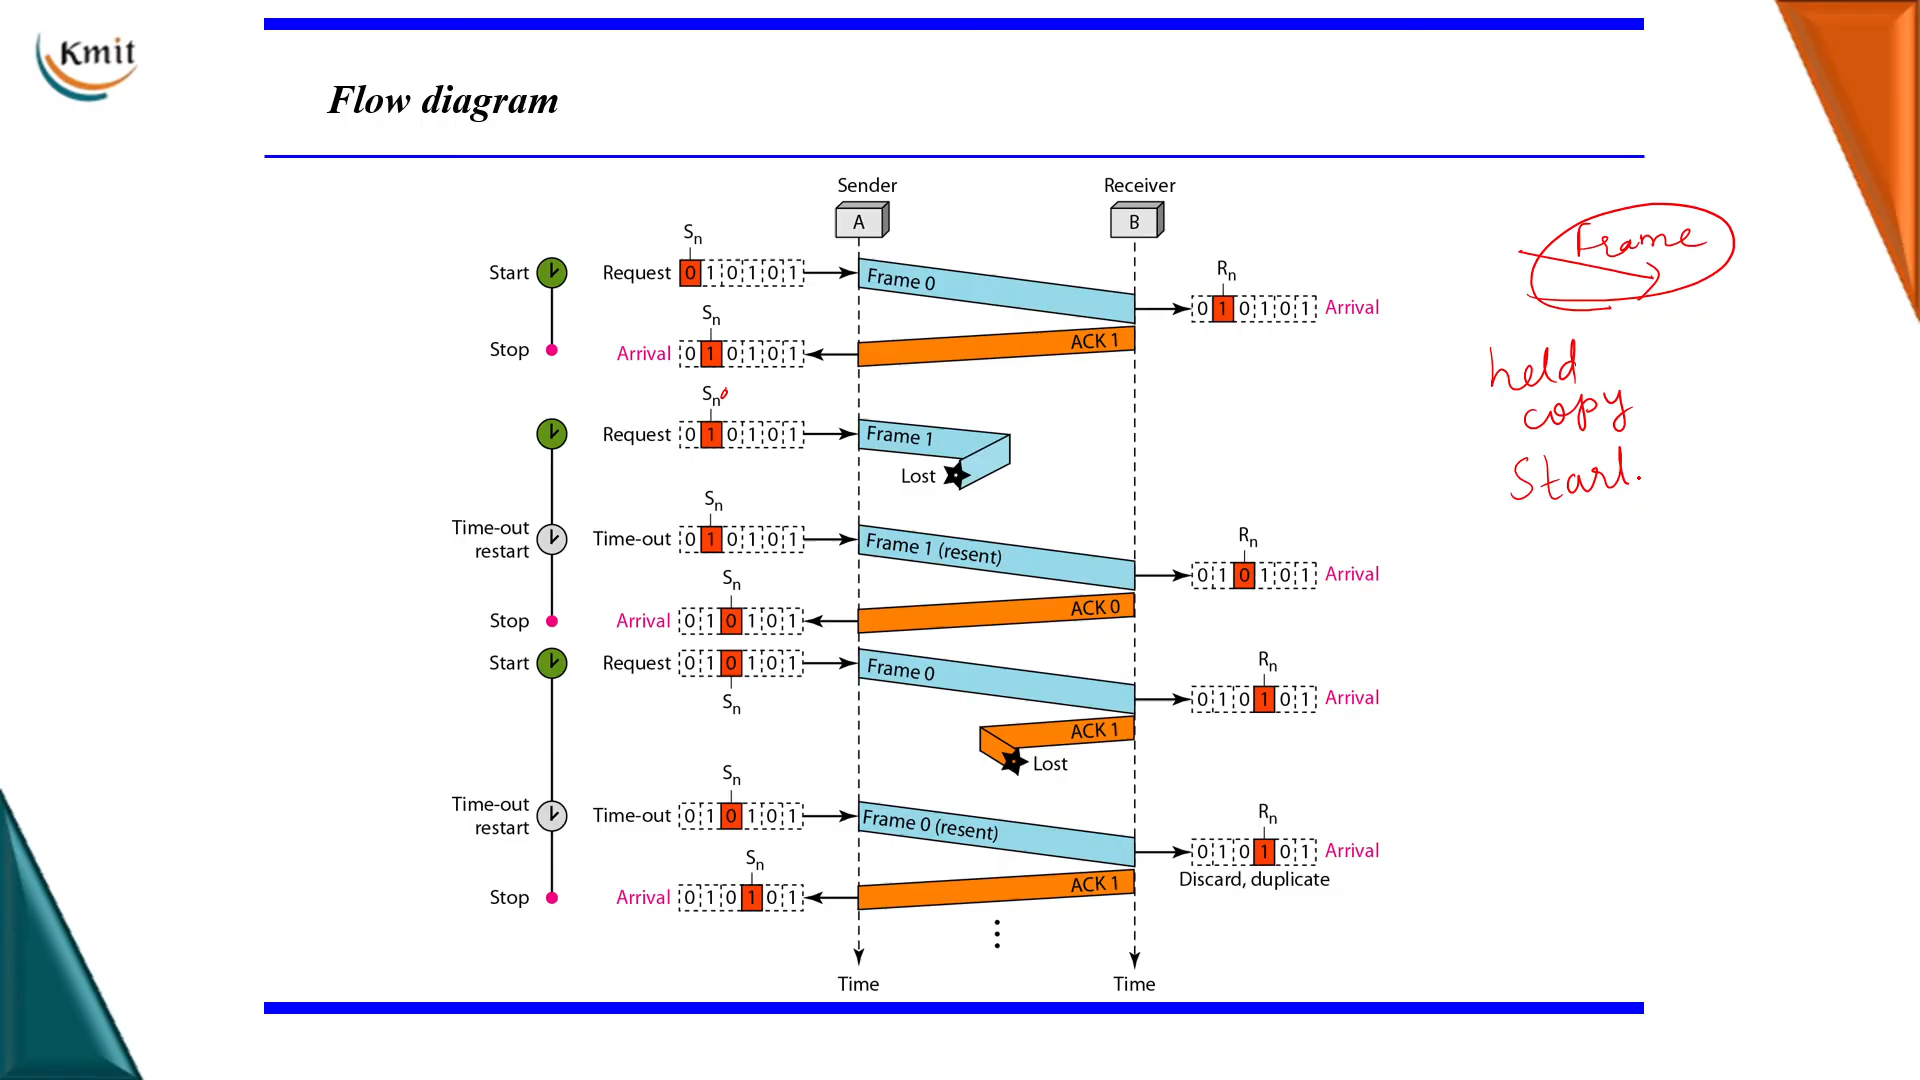 Kmit
Flow diagram
Sender Receiver
A B
Sn
Start Request 0 1 0 1 0 1 Frame 0
Rn
0 1 0 1 0 1 Arrival
Sn
Stop Arrival 0 1 0 1 0 1 ACK 1
Sn 0
Request 0 1 0 1 0 1 Frame 1
Lost
Sn
Time-out restart Time-out 0 1 0 1 0 1 Frame 1 (resent)
Rn
0 1 0 1 0 1 Arrival
Sn
Stop Arrival 0 1 0 1 0 1 ACK 0
Start Request 0 1 0 1 0 1 Frame 0
Sn
Rn
0 1 0 1 0 1 Arrival
ACK 1
Lost
Sn
Time-out restart Time-out 0 1 0 1 0 1 Frame 0 (resent)
Rn
0 1 0 1 0 1 Arrival
Discard, duplicate
Sn
Stop Arrival 0 1 0 1 0 1 ACK 1
Time Time
Frame
held
copy
Start.